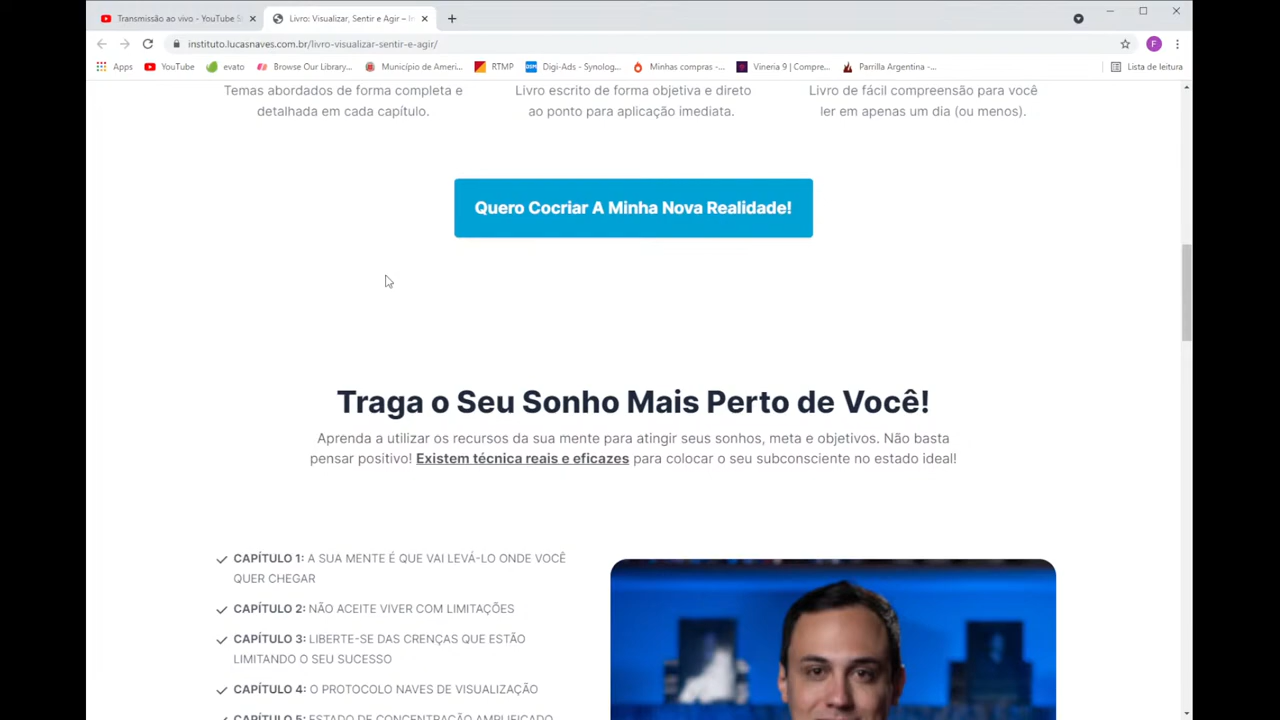 Transmissão ao vivo - YouTube S
Livro: Visualizar, Sentir e Agir – In
instituto.lucasnaves.com.br/livro-visualizar-sentir-e-agir/
F
Apps
YouTube
evato
Browse Our Library...
Município de Ameri...
RTMP
Digi-Ads - Synolog...
Minhas compras -...
Vineria 9 | Compre...
Parrilla Argentina -...
Lista de leitura
Temas abordados de forma completa e
detalhada em cada capítulo.
Livro escrito de forma objetiva e direto
ao ponto para aplicação imediata.
Livro de fácil compreensão para você
ler em apenas um dia (ou menos).
Quero Cocriar A Minha Nova Realidade!
Traga o Seu Sonho Mais Perto de Você!
Aprenda a utilizar os recursos da sua mente para atingir seus sonhos, meta e objetivos. Não basta
pensar positivo! Existem técnica reais e eficazes para colocar o seu subconsciente no estado ideal!
CAPÍTULO 1: A SUA MENTE É QUE VAI LEVÁ-LO ONDE VOCÊ
QUER CHEGAR
CAPÍTULO 2: NÃO ACEITE VIVER COM LIMITAÇÕES
CAPÍTULO 3: LIBERTE-SE DAS CRENÇAS QUE ESTÃO
LIMITANDO O SEU SUCESSO
CAPÍTULO 4: O PROTOCOLO NAVES DE VISUALIZAÇÃO
CAPÍTULO 5: ESTADO DE CONCENTRAÇÃO AMPLIFICADO